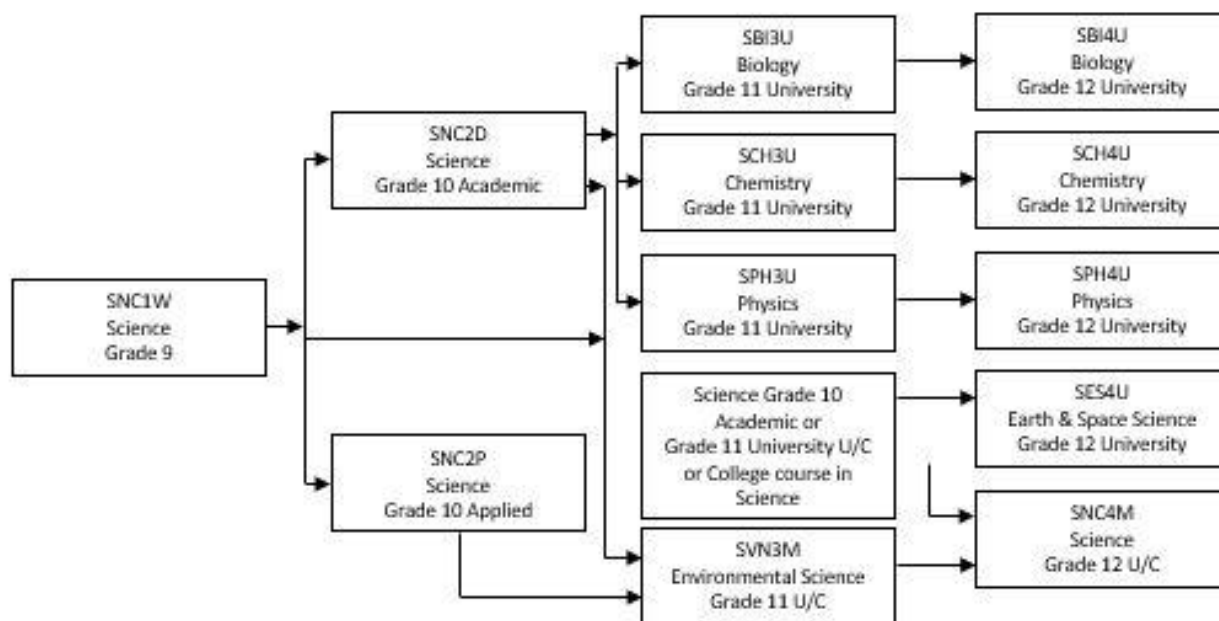 SBI3U
Biology
Grade 11 University
SBI4U
Biology
Grade 12 University
SNC2D
Science
Grade 10 Academic
SCH3U
Chemistry
Grade 11 University
SCH4U
Chemistry
Grade 12 University
SNC1W
Science
Grade 9
SPH3U
Physics
Grade 11 University
SPH4U
Physics
Grade 12 University
Science Grade 10
Academic or
Grade 11 University U/C
or College course in
Science
SES4U
Earth & Space Science
Grade 12 University
SNC2P
Science
Grade 10 Applied
SNC4M
Science
Grade 12 U/C
SVN3M
Environmental Science
Grade 11 U/C